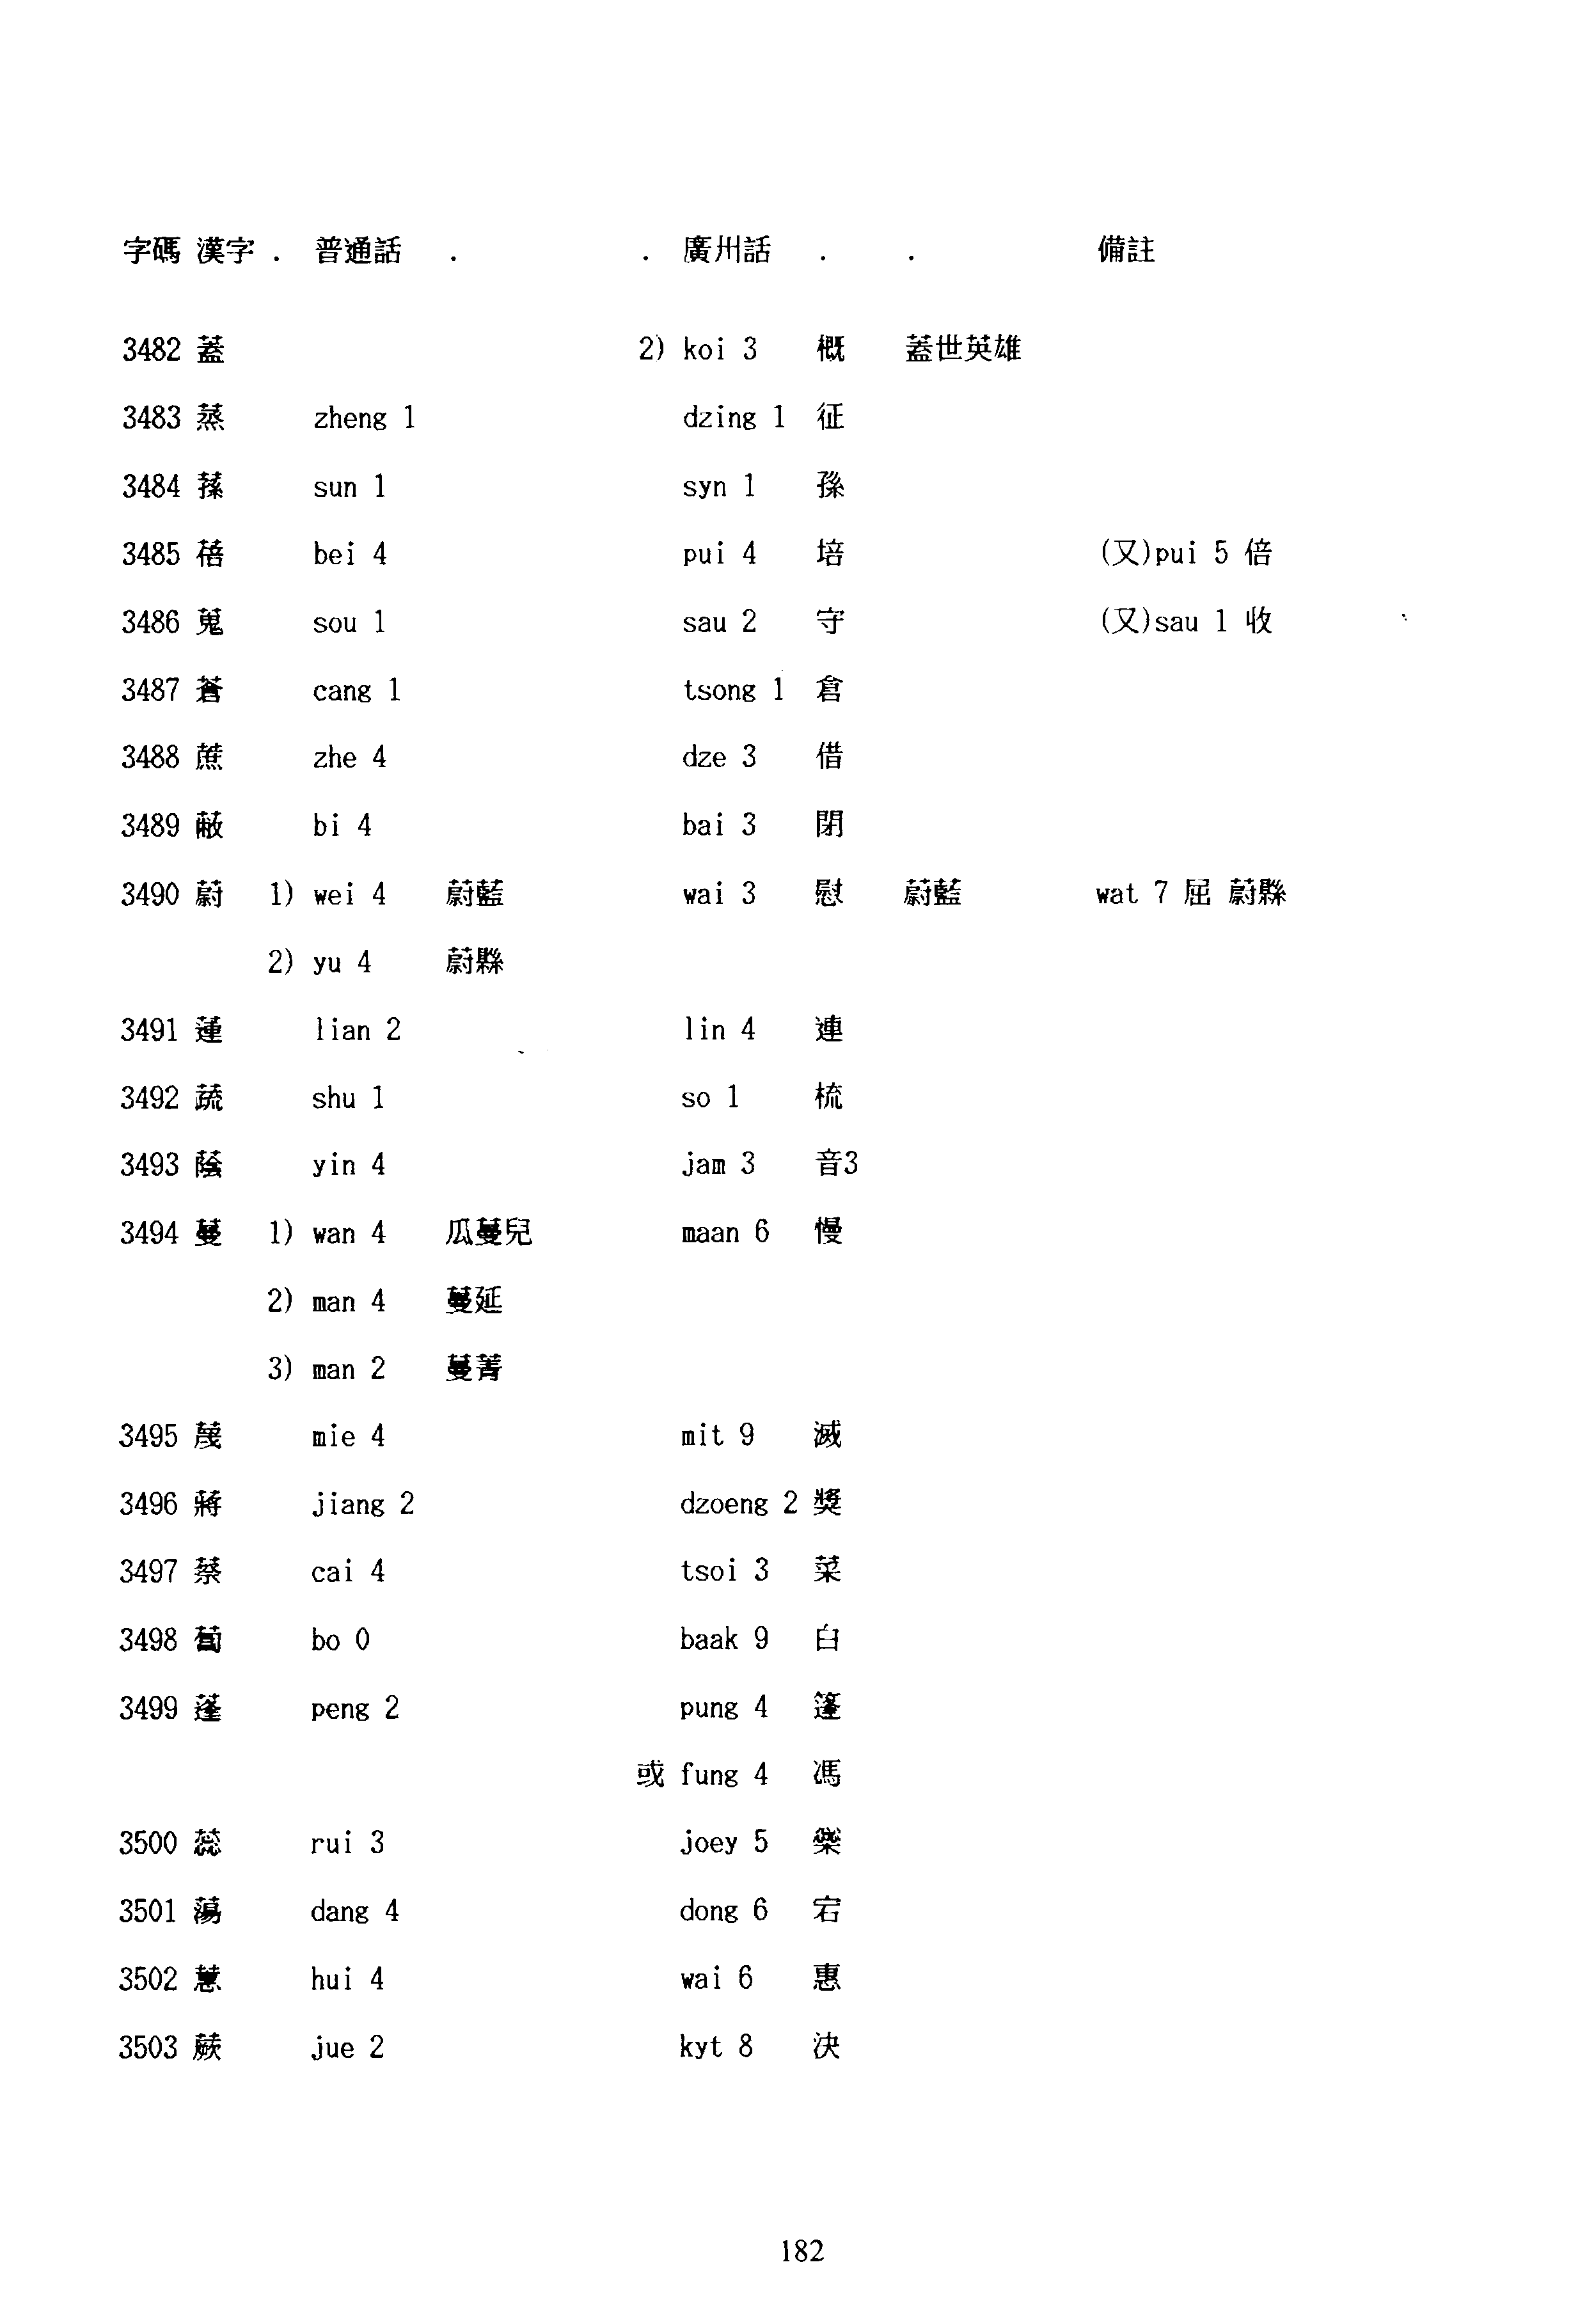 字碼 漢字 . 普通話 . . 廣州話 . . 備註
3482 蓋 2) koi 3 概 蓋世英雄
3483 蒸 zheng 1 dzing 1 征
3484 蓀 sun 1 syn 1 孫
3485 蓓 bei 4 pui 4 培 (又)pui 5 倍
3486 蒐 sou 1 sau 2 守 (又)sau 1 收
3487 蒼 cang 1 tsong 1 倉
3488 蔗 zhe 4 dze 3 借
3489 蔽 bi 4 bai 3 閉
3490 蔚 1) wei 4 蔚藍 wai 3 慰 蔚藍 wat 7 屈 蔚縣
2) yu 4 蔚縣
3491 蓮 lian 2 lin 4 連
3492 蔬 shu 1 so 1 梳
3493 蔭 yin 4 jam 3 音3
3494 蔓 1) wan 4 瓜蔓兒 maan 6 慢
2) man 4 蔓延
3) man 2 蔓菁
3495 蔑 mie 4 mit 9 滅
3496 蔣 jiang 2 dzoeng 2 獎
3497 蔡 cai 4 tsoi 3 菜
3498 蔔 bo 0 baak 9 白
3499 蓬 peng 2 pung 4 篷
或 fung 4 馮
3500 蕊 rui 3 joey 5 橤
3501 蕩 dang 4 dong 6 宕
3502 蕙 hui 4 wai 6 惠
3503 蕨 jue 2 kyt 8 決
182